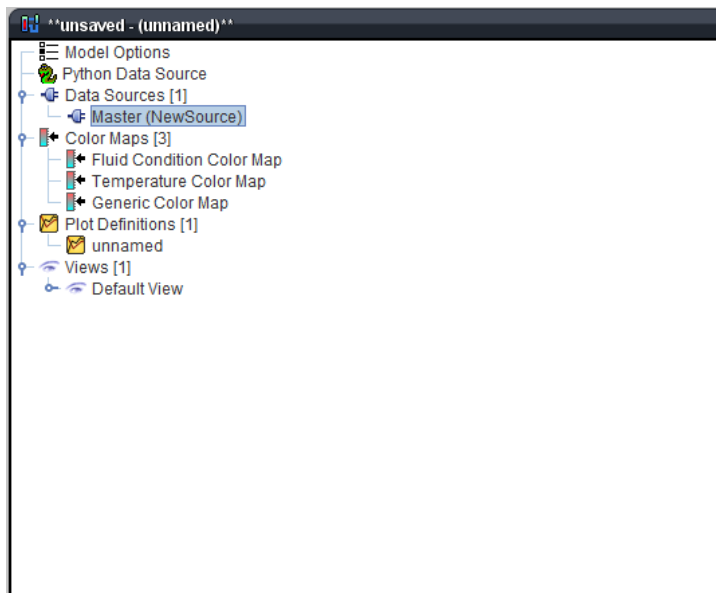 **unsaved - (unnamed)**
Model Options
Python Data Source
Data Sources [1]
Master (NewSource)
Color Maps [3]
Fluid Condition Color Map
Temperature Color Map
Generic Color Map
Plot Definitions [1]
unnamed
Views [1]
Default View